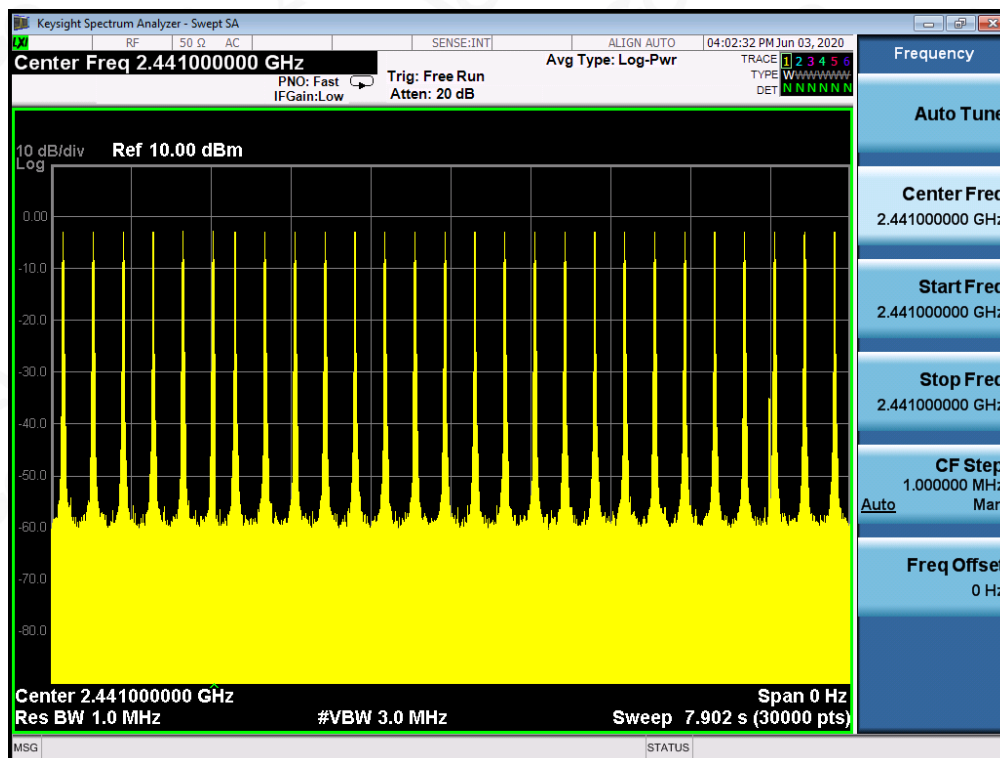 Keysight Spectrum Analyzer - Swept SA
LXI RF 50 Ω AC SENSE:INT ALIGN AUTO 04:02:32 PM Jun 03, 2020
Center Freq 2.441000000 GHz
PNO: Fast
IFGain:Low
Trig: Free Run
Atten: 20 dB
Avg Type: Log-Pwr
TRACE 1 2 3 4 5 6
TYPE WWWWWW
DET N N N N N N
10 dB/div
Log
Ref 10.00 dBm
0.00
-10.0
-20.0
-30.0
-40.0
-50.0
-60.0
-70.0
-80.0
Center 2.441000000 GHz
Span 0 Hz
Res BW 1.0 MHz
#VBW 3.0 MHz
Sweep 7.902 s (30000 pts)
MSG
STATUS
Frequency
Auto Tune
Center Freq
2.441000000 GHz
Start Freq
2.441000000 GHz
Stop Freq
2.441000000 GHz
CF Step
1.000000 MHz
Auto Man
Freq Offset
0 Hz